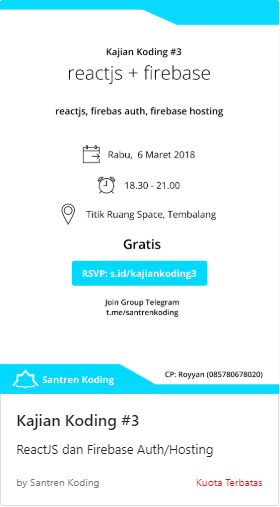 Kajian Koding #3
reactjs + firebase
reactjs, firebas auth, firebase hosting
Rabu, 6 Maret 2018
18.30 - 21.00
Titik Ruang Space, Tembalang
Gratis
RSVP: s.id/kajiankoding3
Join Group Telegram
t.me/santrenkoding
Santren Koding
CP: Royyan (085780678020)
Kajian Koding #3
ReactJS dan Firebase Auth/Hosting
by Santren Koding
Kuota Terbatas